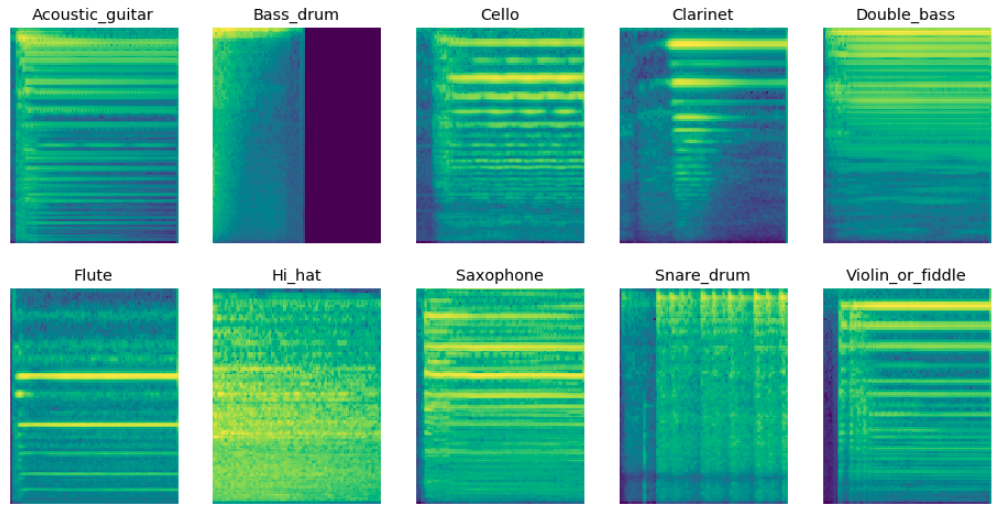 Acoustic_guitar Bass_drum Cello Clarinet Double_bass
Flute Hi_hat Saxophone Snare_drum Violin_or_fiddle